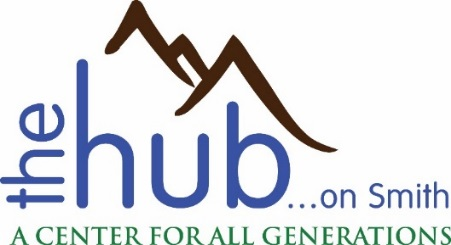 the hub
...on Smith
A CENTER FOR ALL GENERATIONS